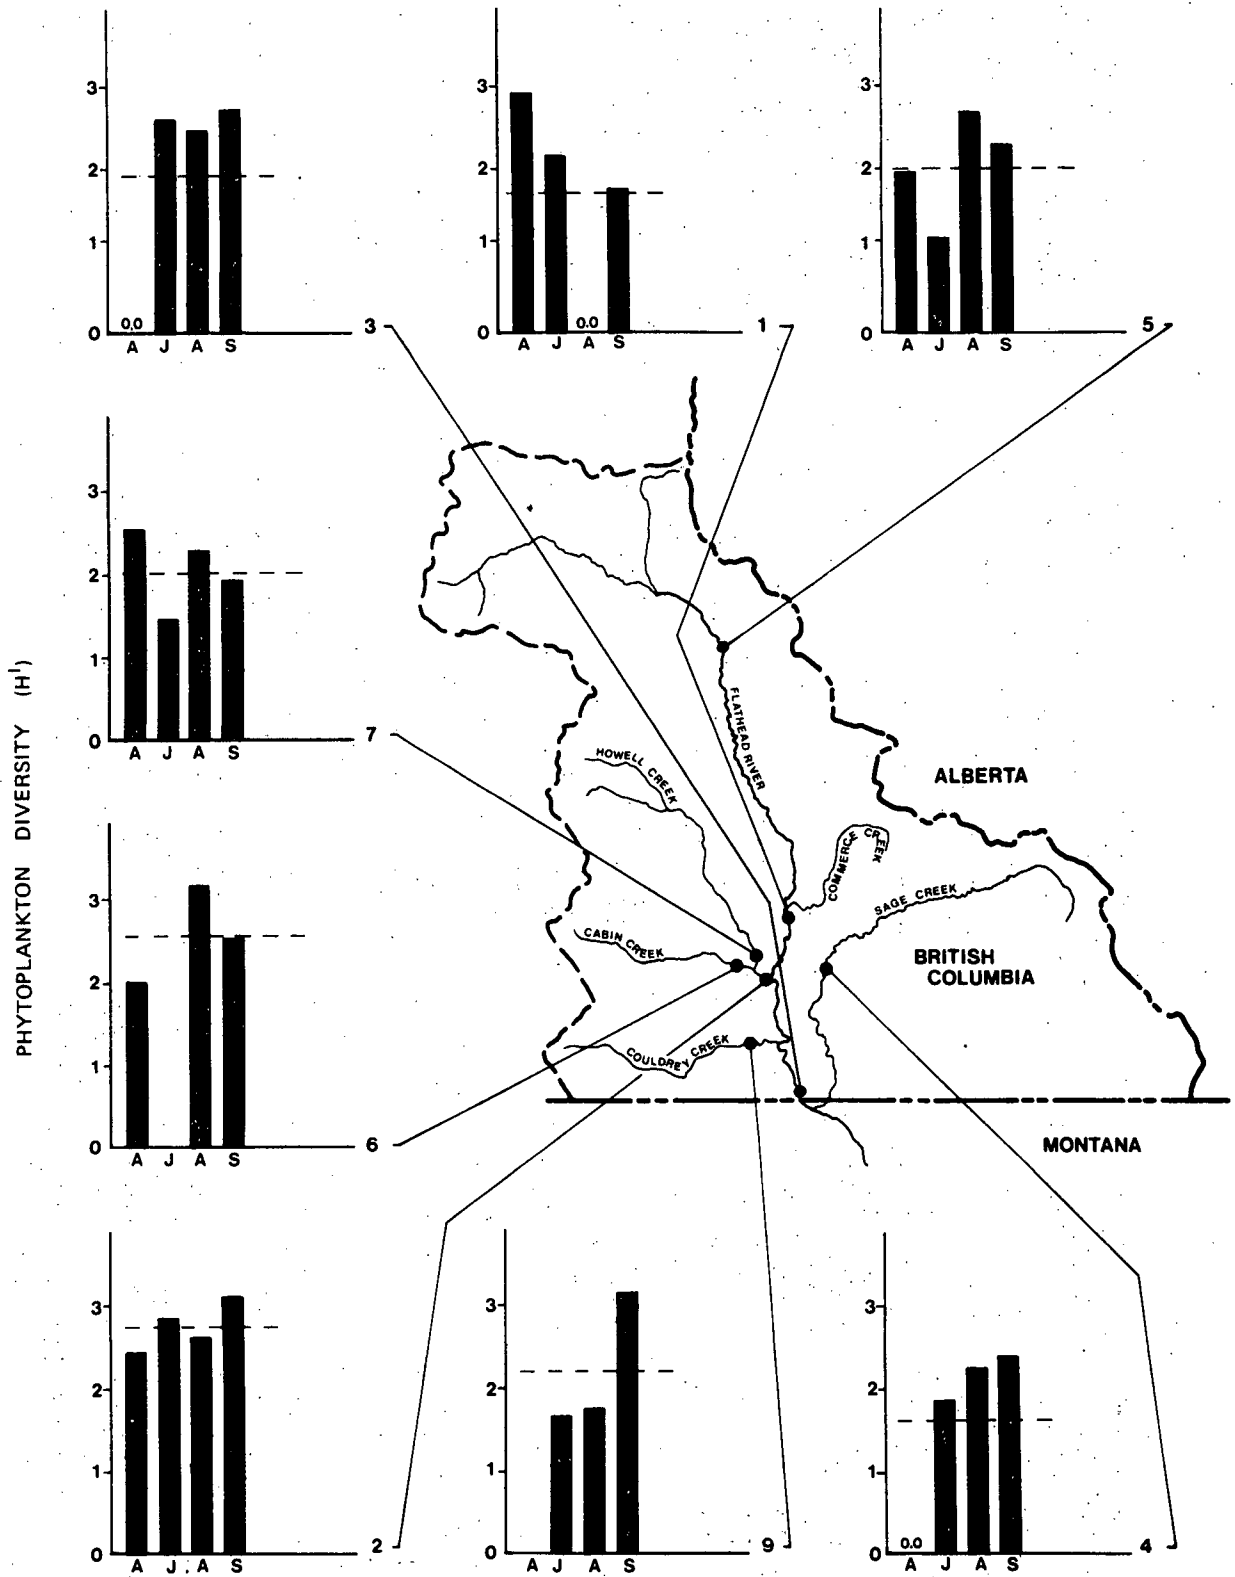 PHYTOPLANKTON DIVERSITY (H')
3
2
1
0
0,0
A J A S
3
3
2
1
0
0.0
A J A S
1
3
2
1
0
A J A S
5
3
2
1
0
A J A S
7
3
2
1
0
A J A S
6
3
2
1
0
A J A S
2
3
2
1
0
A J A S
9
3
2
1
0
0.0
A J A S
4
FLATHEAD RIVER
HOWELL CREEK
ALBERTA
COMMERCE CREEK
SAGE CREEK
CABIN CREEK
BRITISH
COLUMBIA
COULDREY CREEK
MONTANA